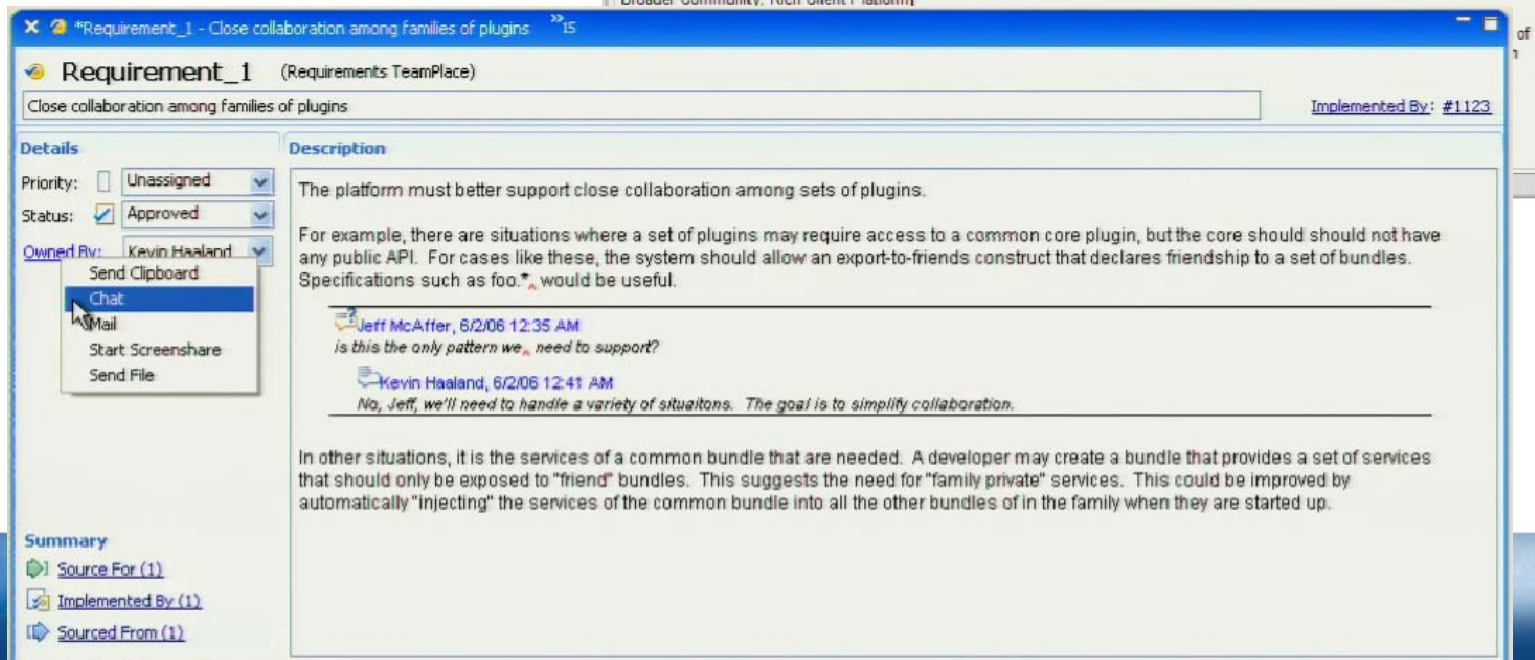 Broader Community, Rich Client Platform]
of
*Requirement_1 - Close collaboration among families of plugins »15
Requirement_1 (Requirements TeamPlace)
Close collaboration among families of plugins
Implemented By: #1123
Details
Priority: Unassigned
Status: Approved
Owned By: Kevin Haaland
Send Clipboard
Chat
Mail
Start Screenshare
Send File
Summary
Source For (1)
Implemented By (1)
Sourced From (1)
Description
The platform must better support close collaboration among sets of plugins.
For example, there are situations where a set of plugins may require access to a common core plugin, but the core should should not have
any public API. For cases like these, the system should allow an export-to-friends construct that declares friendship to a set of bundles.
Specifications such as foo.*, would be useful.
Jeff McAffer, 6/2/06 12:35 AM
is this the only pattern we need to support?
Kevin Haaland, 6/2/06 12:41 AM
No, Jeff, we'll need to handle a variety of situaitons. The goal is to simplify collaboration.
In other situations, it is the services of a common bundle that are needed. A developer may create a bundle that provides a set of services
that should only be exposed to "friend" bundles. This suggests the need for "family private" services. This could be improved by
automatically "injecting" the services of the common bundle into all the other bundles of in the family when they are started up.